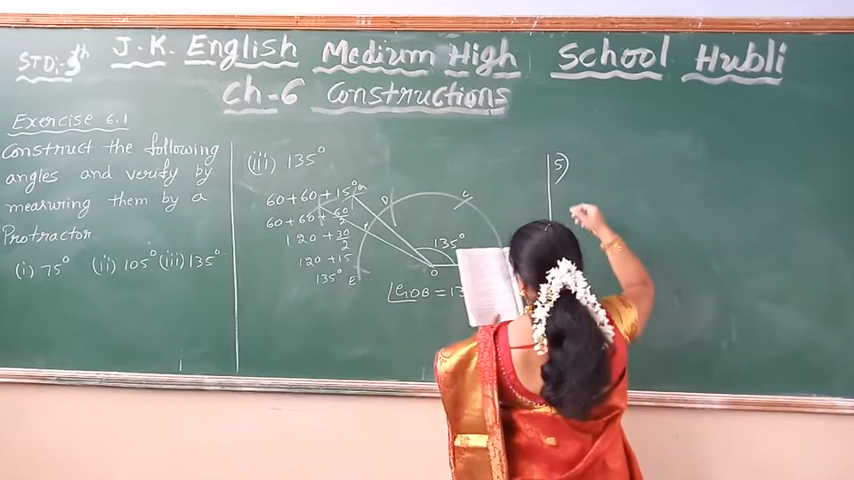 STD:-9th J.K. English Medium High School Hubli
Ch-6 Constructions
Exercise 6.1
Construct the following
angles and verify by
measuring them by a
Protractor
(i) 75° (ii) 105° (iii) 135°
(iii) 135°
60+60+15°
60+60+60/2
120+30/2
120+15
135°
G
D
C
F
E
O
135°
∠GOB = 13
5)